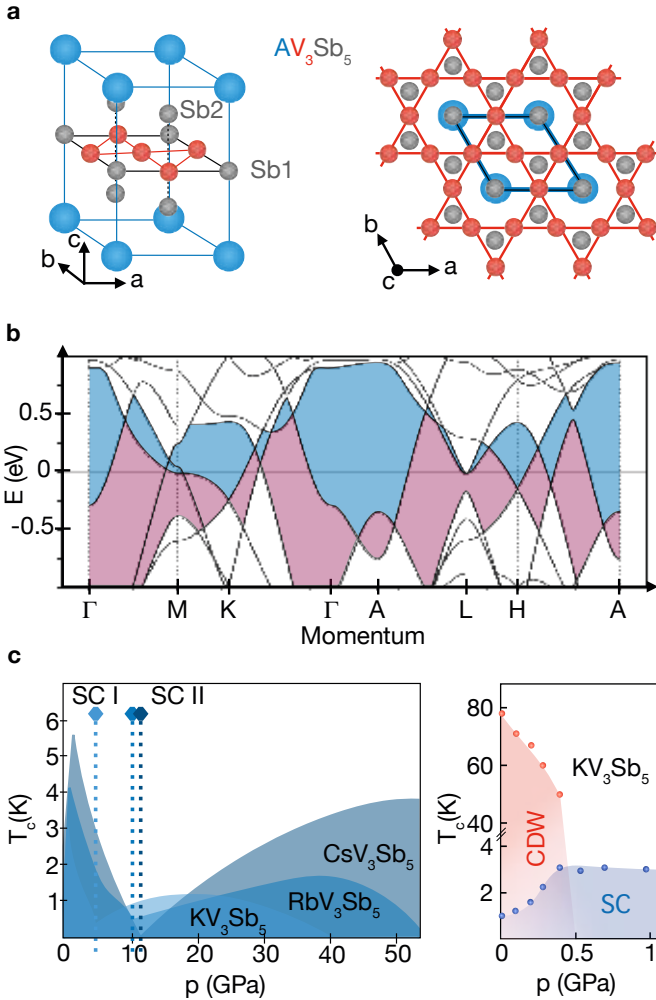 a
AV₃Sb₅
Sb2
Sb1
c
b
a
b
c
a
b
E (eV)
0.5
0
-0.5
Γ M K Γ A L H A
Momentum
c
SC I SC II
T_c(K)
6
5
4
3
2
1
CsV₃Sb₅
RbV₃Sb₅
KV₃Sb₅
0 10 20 30 40 50
p (GPa)
T_c(K)
80
60
40
4
2
KV₃Sb₅
CDW
SC
0 0.5 1
p (GPa)